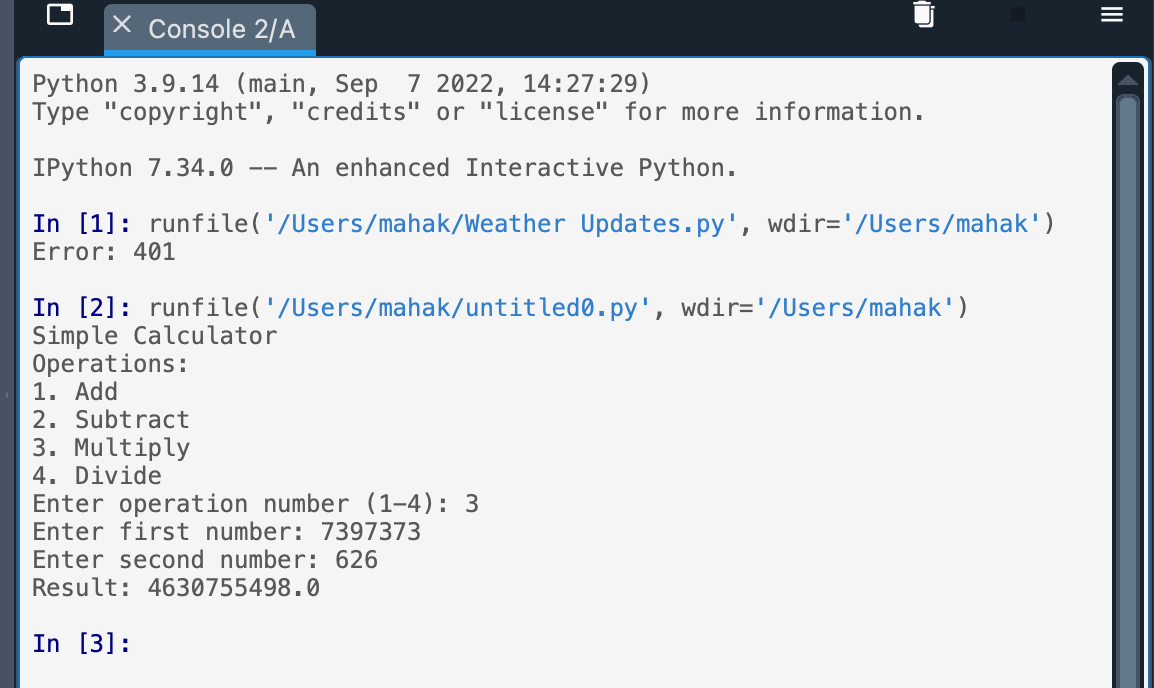 Console 2/A
Python 3.9.14 (main, Sep  7 2022, 14:27:29)
Type "copyright", "credits" or "license" for more information.
IPython 7.34.0 -- An enhanced Interactive Python.
In [1]: runfile('/Users/mahak/Weather Updates.py', wdir='/Users/mahak')
Error: 401
In [2]: runfile('/Users/mahak/untitled0.py', wdir='/Users/mahak')
Simple Calculator
Operations:
1. Add
2. Subtract
3. Multiply
4. Divide
Enter operation number (1-4): 3
Enter first number: 7397373
Enter second number: 626
Result: 4630755498.0
In [3]: